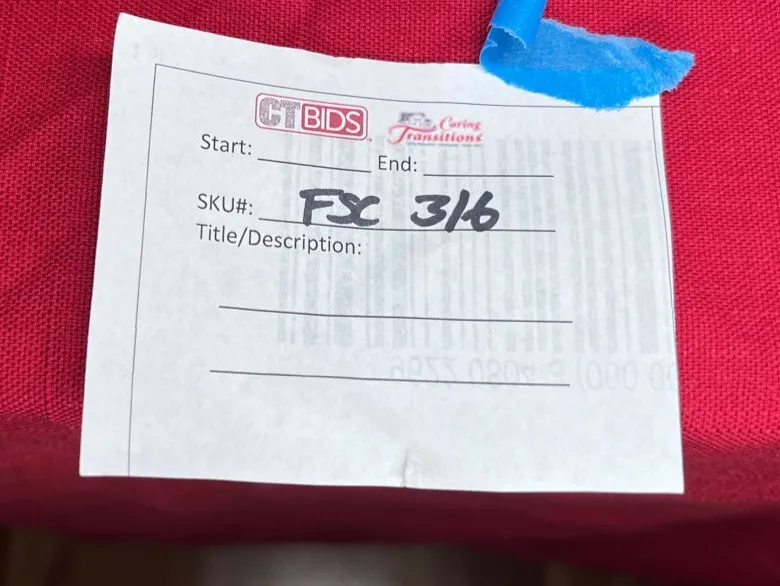 CTBIDS Caring Transitions
Start: End:
SKU#: FSC 316
Title/Description: